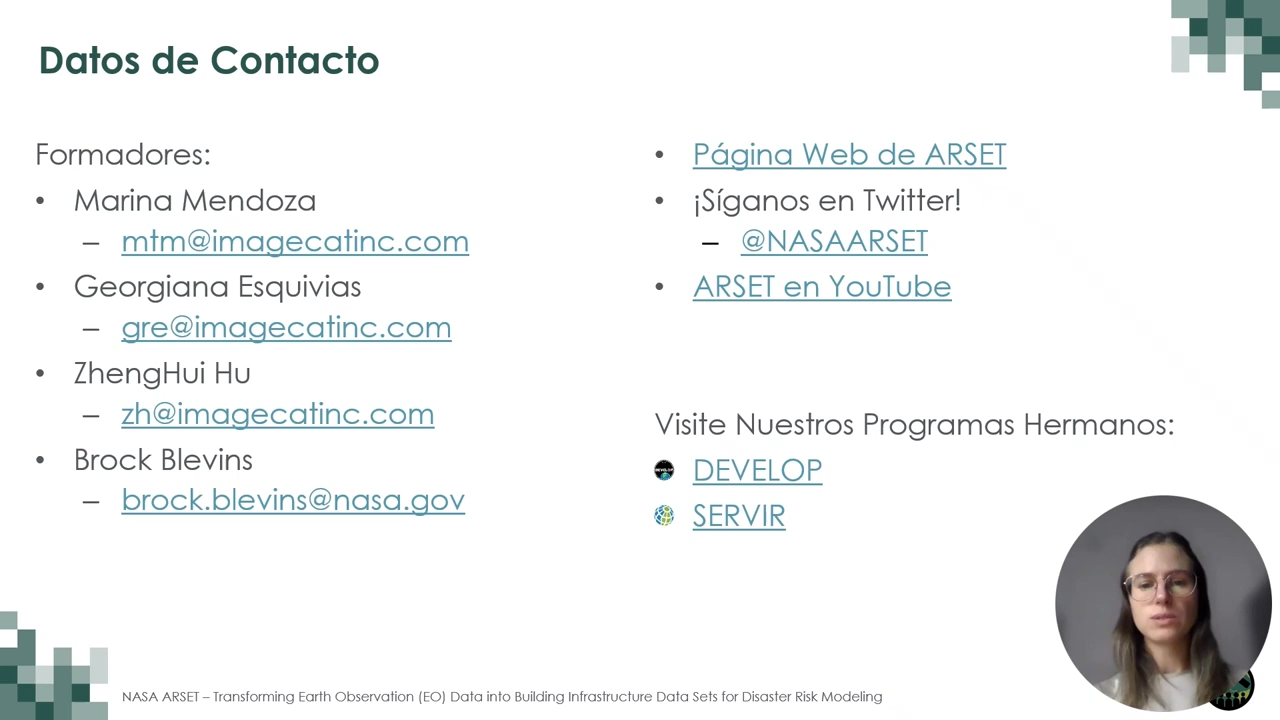 Datos de Contacto
Formadores:
• Marina Mendoza
– mtm@imagecatinc.com
• Georgiana Esquivias
– gre@imagecatinc.com
• ZhengHui Hu
– zh@imagecatinc.com
• Brock Blevins
– brock.blevins@nasa.gov
• Página Web de ARSET
• ¡Síganos en Twitter!
– @NASAARSET
• ARSET en YouTube
Visite Nuestros Programas Hermanos:
DEVELOP
SERVIR
NASA ARSET – Transforming Earth Observation (EO) Data into Building Infrastructure Data Sets for Disaster Risk Modeling